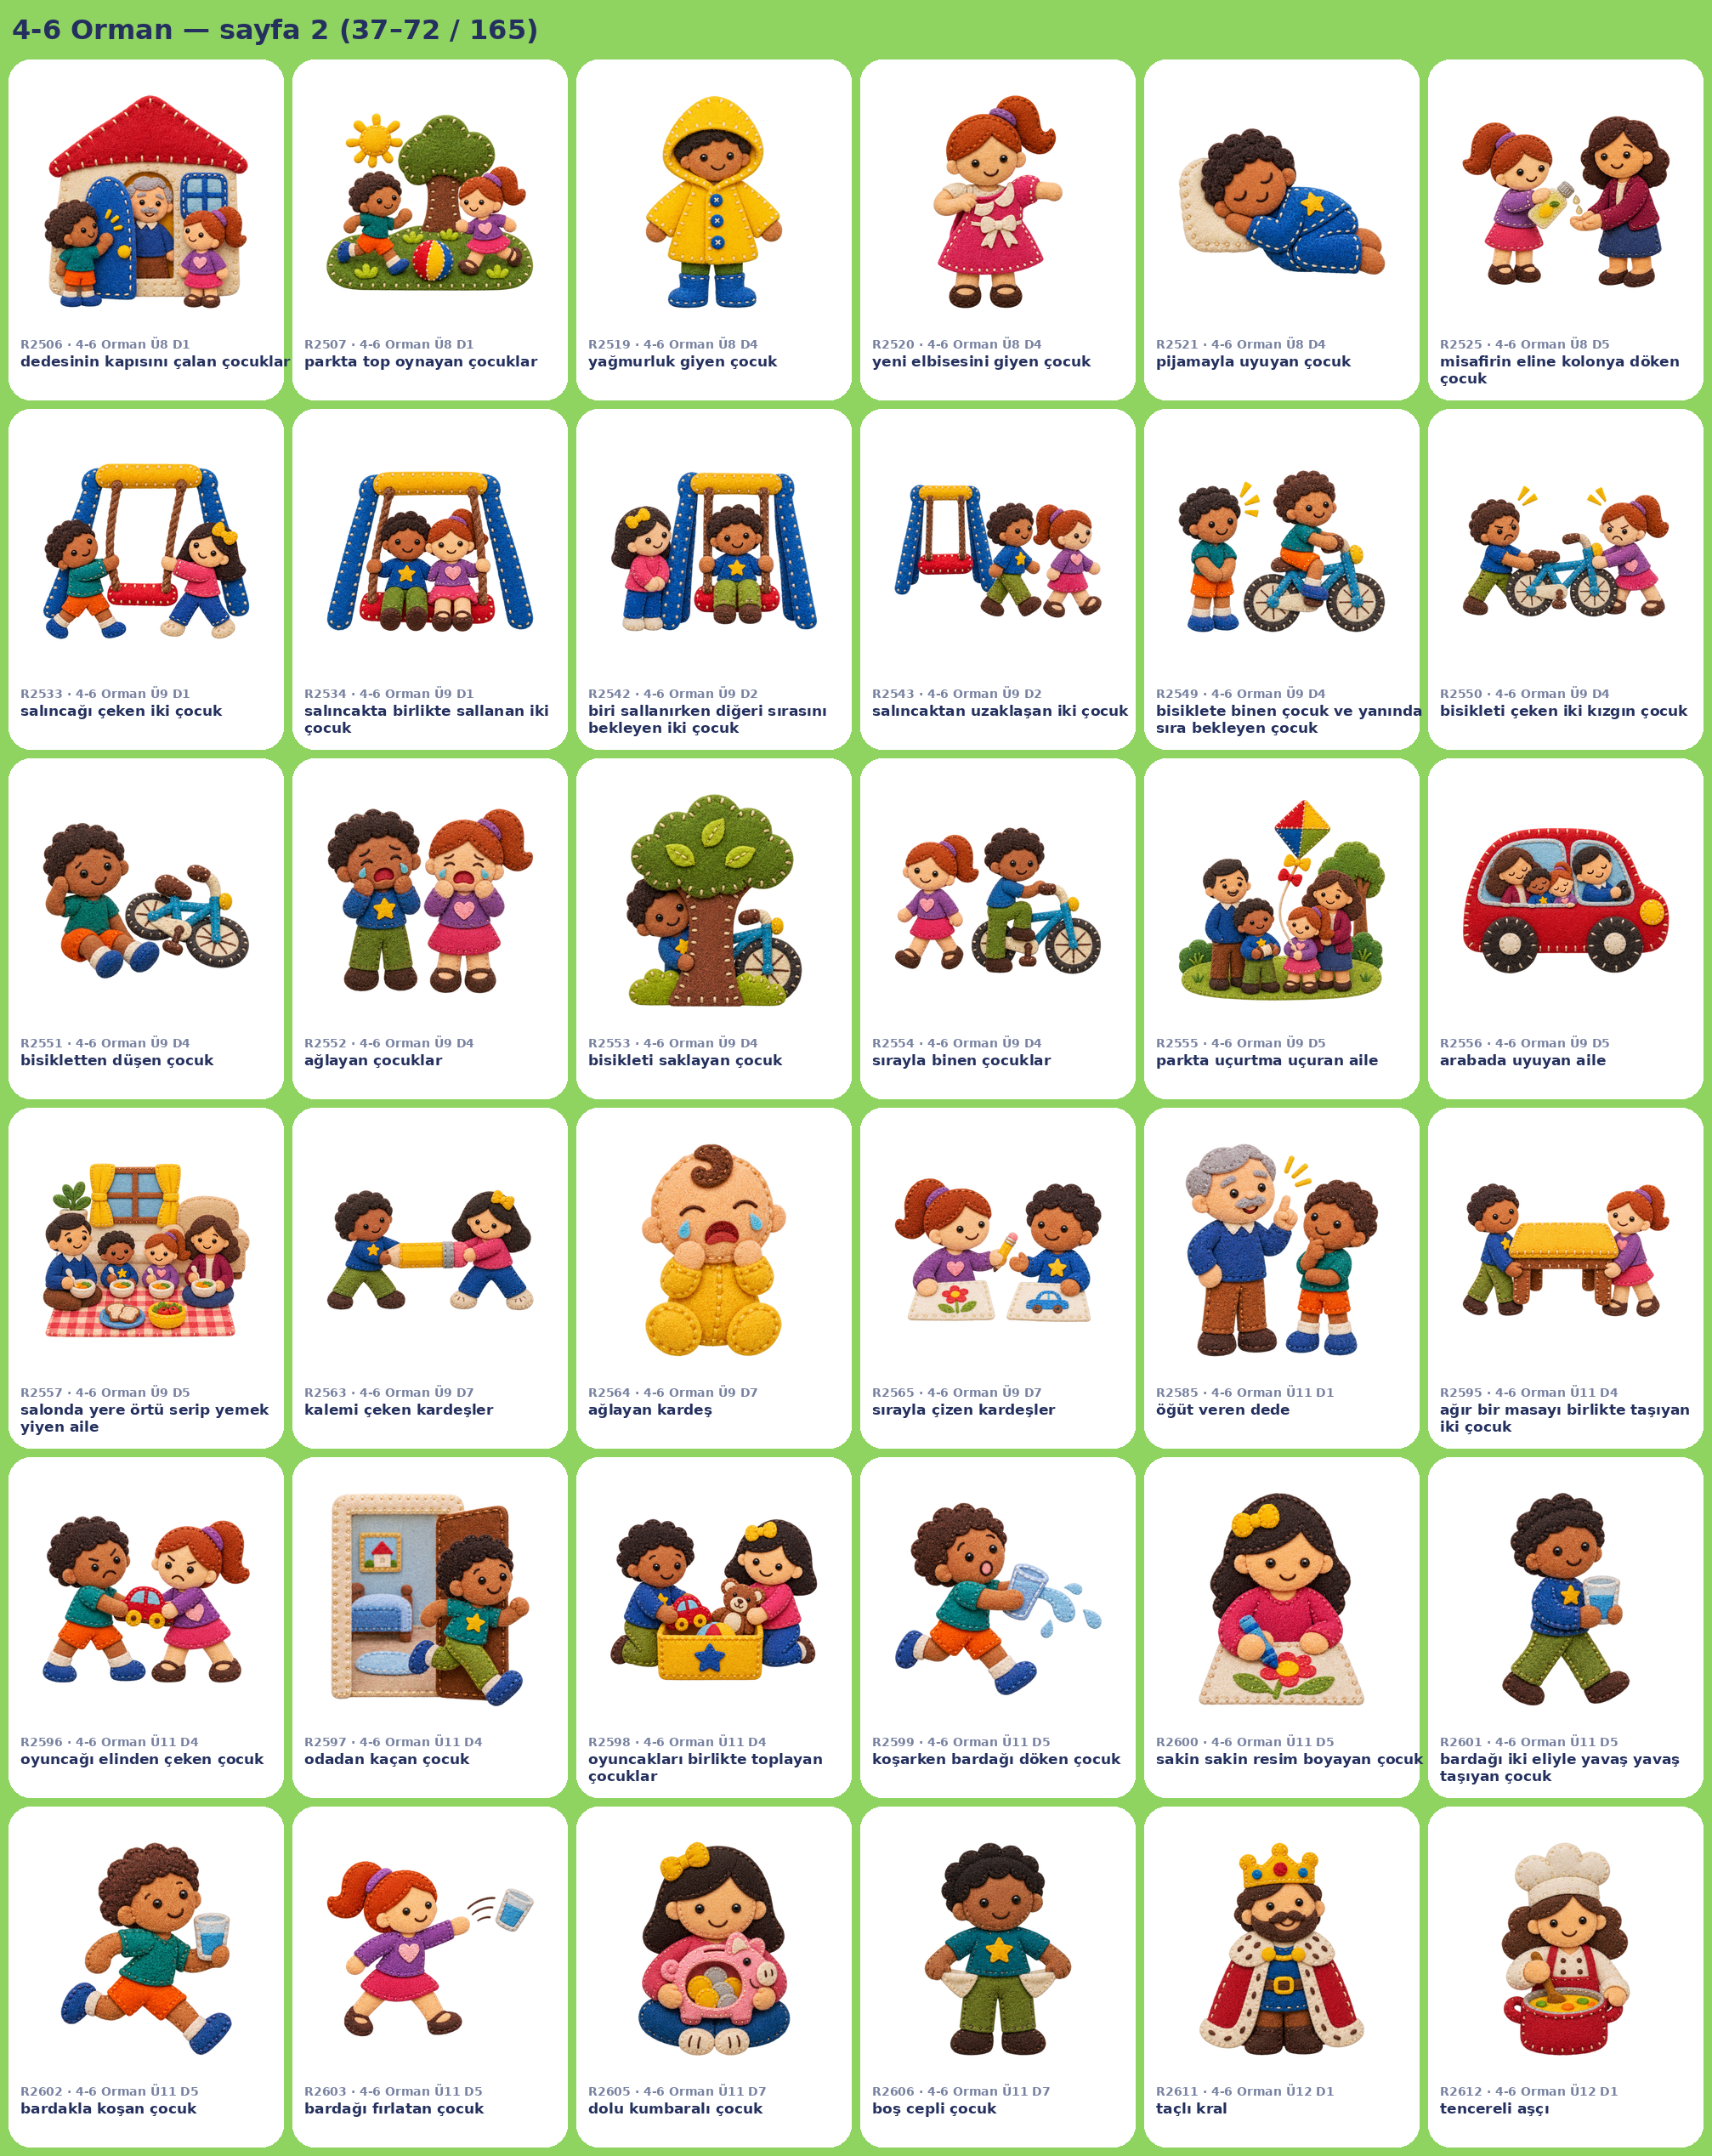 4-6 Orman — sayfa 2 (37–72 / 165)
R2506 · 4-6 Orman Ü8 D1
dedesinin kapısını çalan çocuklar
R2507 · 4-6 Orman Ü8 D1
parkta top oynayan çocuklar
R2519 · 4-6 Orman Ü8 D4
yağmurluk giyen çocuk
R2520 · 4-6 Orman Ü8 D4
yeni elbisesini giyen çocuk
R2521 · 4-6 Orman Ü8 D4
pijamayla uyuyan çocuk
R2525 · 4-6 Orman Ü8 D5
misafirin eline kolonya döken
çocuk
R2533 · 4-6 Orman Ü9 D1
salıncağı çeken iki çocuk
R2534 · 4-6 Orman Ü9 D1
salıncakta birlikte sallanan iki
çocuk
R2542 · 4-6 Orman Ü9 D2
biri sallanırken diğeri sırasını
bekleyen iki çocuk
R2543 · 4-6 Orman Ü9 D2
salıncaktan uzaklaşan iki çocuk
R2549 · 4-6 Orman Ü9 D4
bisiklete binen çocuk ve yanında
sıra bekleyen çocuk
R2550 · 4-6 Orman Ü9 D4
bisikleti çeken iki kızgın çocuk
R2551 · 4-6 Orman Ü9 D4
bisikletten düşen çocuk
R2552 · 4-6 Orman Ü9 D4
ağlayan çocuklar
R2553 · 4-6 Orman Ü9 D4
bisikleti saklayan çocuk
R2554 · 4-6 Orman Ü9 D4
sırayla binen çocuklar
R2555 · 4-6 Orman Ü9 D5
parkta uçurtma uçuran aile
R2556 · 4-6 Orman Ü9 D5
arabada uyuyan aile
R2557 · 4-6 Orman Ü9 D5
salonda yere örtü serip yemek
yiyen aile
R2563 · 4-6 Orman Ü9 D7
kalemi çeken kardeşler
R2564 · 4-6 Orman Ü9 D7
ağlayan kardeş
R2565 · 4-6 Orman Ü9 D7
sırayla çizen kardeşler
R2585 · 4-6 Orman Ü11 D1
öğüt veren dede
R2595 · 4-6 Orman Ü11 D4
ağır bir masayı birlikte taşıyan
iki çocuk
R2596 · 4-6 Orman Ü11 D4
oyuncağı elinden çeken çocuk
R2597 · 4-6 Orman Ü11 D4
odadan kaçan çocuk
R2598 · 4-6 Orman Ü11 D4
oyuncakları birlikte toplayan
çocuklar
R2599 · 4-6 Orman Ü11 D5
koşarken bardağı döken çocuk
R2600 · 4-6 Orman Ü11 D5
sakin sakin resim boyayan çocuk
R2601 · 4-6 Orman Ü11 D5
bardağı iki eliyle yavaş yavaş
taşıyan çocuk
R2602 · 4-6 Orman Ü11 D5
bardakla koşan çocuk
R2603 · 4-6 Orman Ü11 D5
bardağı fırlatan çocuk
R2605 · 4-6 Orman Ü11 D7
dolu kumbaralı çocuk
R2606 · 4-6 Orman Ü11 D7
boş cepli çocuk
R2611 · 4-6 Orman Ü12 D1
taçlı kral
R2612 · 4-6 Orman Ü12 D1
tencereli aşçı